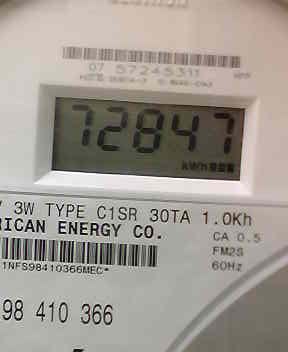 07 57245311
72847
kWh
V 3W TYPE C1SR 30TA 1.0Kh
RICAN ENERGY CO. CA 0.5
FM2S
1NFS98410366MEC* 60Hz
98 410 366